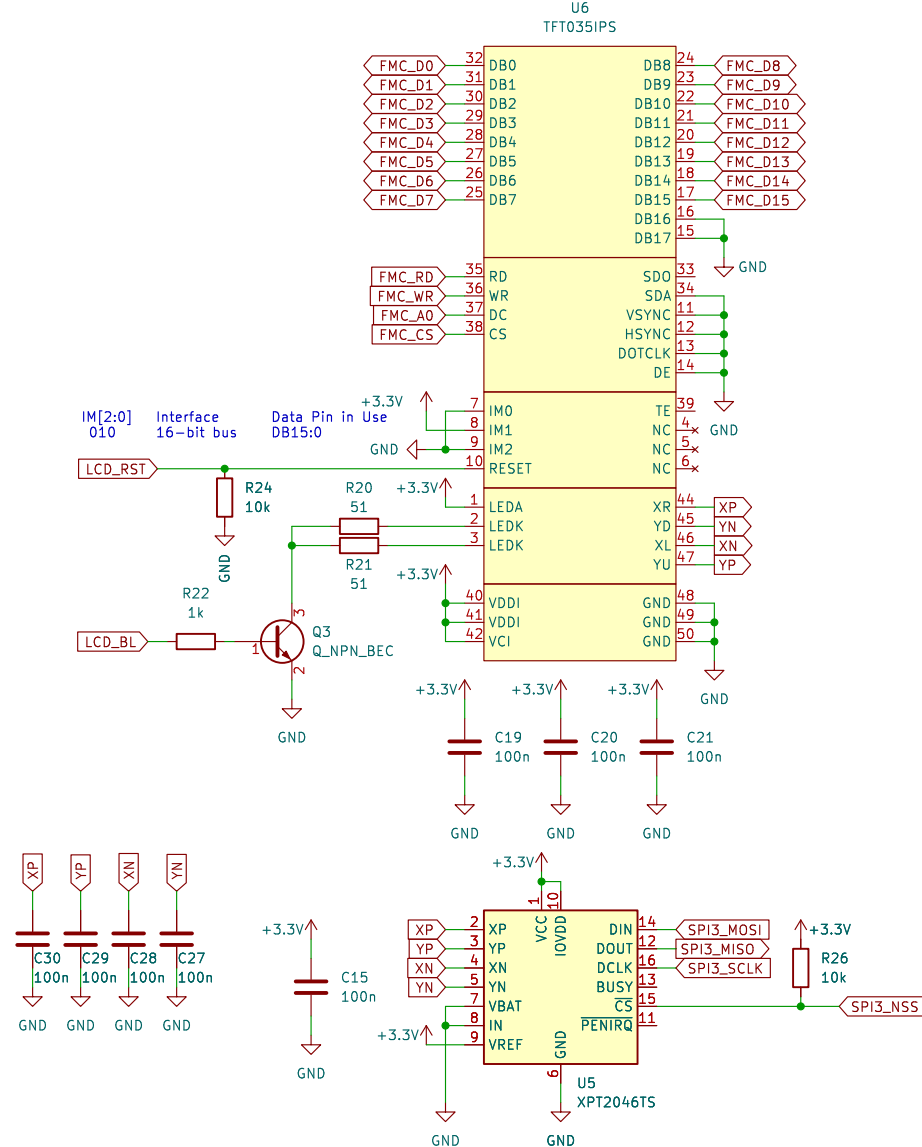 U6
TFT035IPS
FMC_D0 32 DB0 DB8 24 FMC_D8
FMC_D1 31 DB1 DB9 23 FMC_D9
FMC_D2 30 DB2 DB10 22 FMC_D10
FMC_D3 29 DB3 DB11 21 FMC_D11
FMC_D4 28 DB4 DB12 20 FMC_D12
FMC_D5 27 DB5 DB13 19 FMC_D13
FMC_D6 26 DB6 DB14 18 FMC_D14
FMC_D7 25 DB7 DB15 17 FMC_D15
DB16 16
DB17 15
GND
FMC_RD 35 RD SDO 33
FMC_WR 36 WR SDA 34
FMC_A0 37 DC VSYNC 11
FMC_CS 38 CS HSYNC 12
DOTCLK 13
DE 14
+3.3V
IM[2:0] Interface Data Pin in Use
010 16-bit bus DB15:0
7 IM0 TE 39
8 IM1 NC 4
GND
GND 9 IM2 NC 5
LCD_RST 10 RESET NC 6
R24
10k
GND
+3.3V
R20
51
1 LEDA XR 44 XP
2 LEDK YD 45 YN
3 LEDK XL 46 XN
YU 47 YP
R21
51
+3.3V
R22
1k
40 VDDI GND 48
41 VDDI GND 49
42 VCI GND 50
GND
LCD_BL
1
3
2
Q3
Q_NPN_BEC
GND
+3.3V +3.3V +3.3V
C19 C20 C21
100n 100n 100n
GND GND GND
XP YP XN YN
C30 C29 C28 C27
100n 100n 100n 100n
GND GND GND GND
+3.3V
C15
100n
GND
+3.3V
1 10
VCC IOVDD
XP 2 XP DIN 14 SPI3_MOSI
YP 3 YP DOUT 12 SPI3_MISO
XN 4 XN DCLK 16 SPI3_SCLK
YN 5 YN BUSY 13
7 VBAT CS 15 SPI3_NSS
8 IN PENIRQ 11
+3.3V 9 VREF
GND
6
+3.3V
R26
10k
U5
XPT2046TS
GND GND